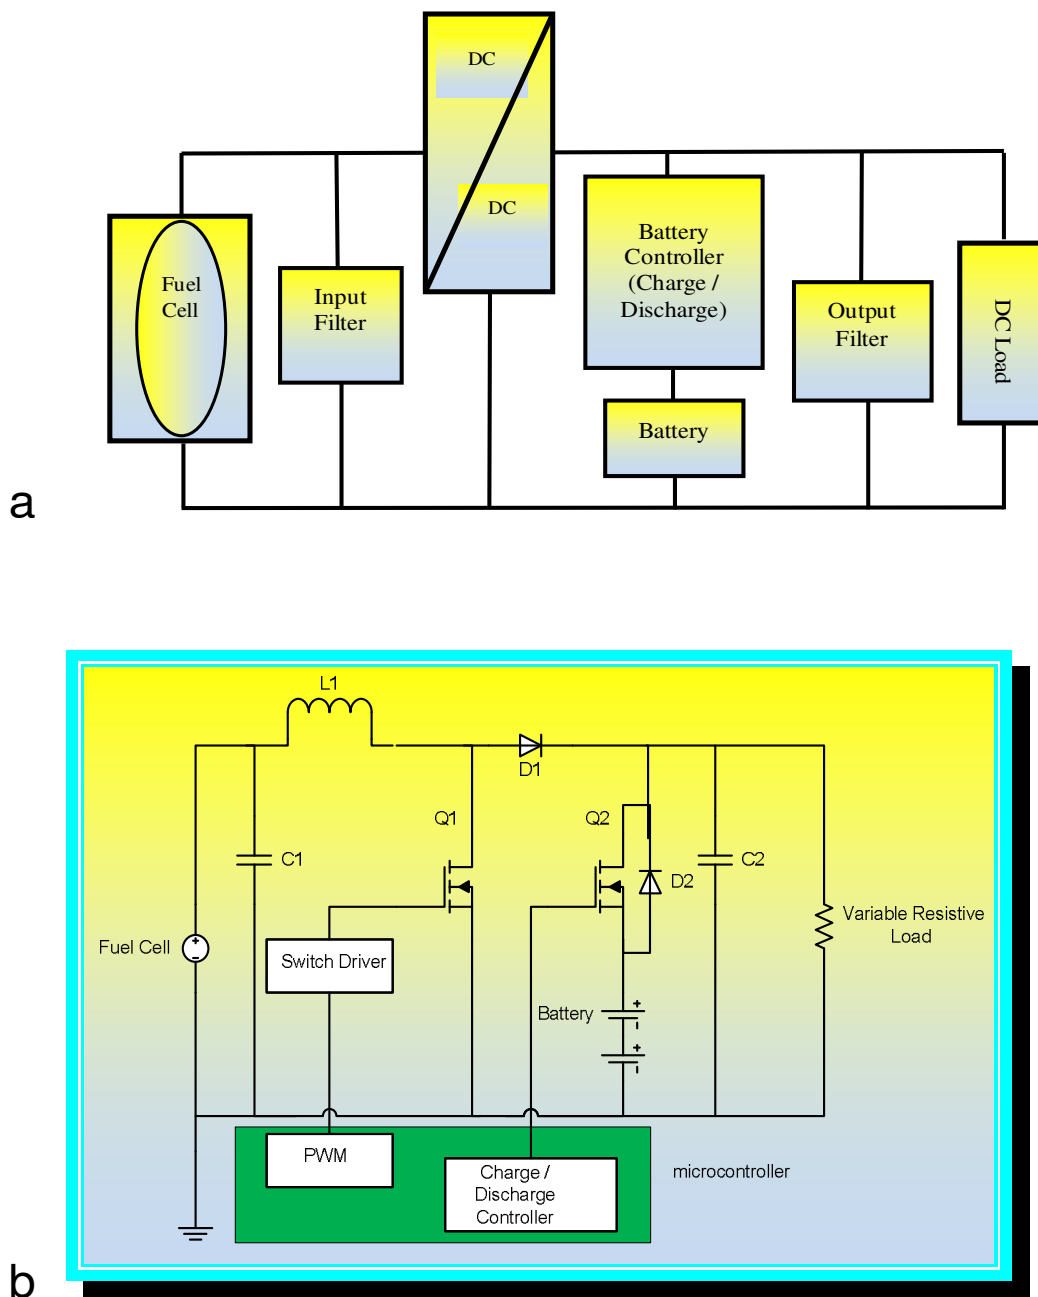 DC
DC
Fuel
Cell
Input
Filter
Battery
Controller
(Charge /
Discharge)
Battery
Output
Filter
DC Load
a
L1
D1
Q1
Q2
C1
D2
C2
Variable Resistive
Load
Fuel Cell
+
-
Switch Driver
Battery
+
-
+
-
PWM
Charge /
Discharge
Controller
microcontroller
b